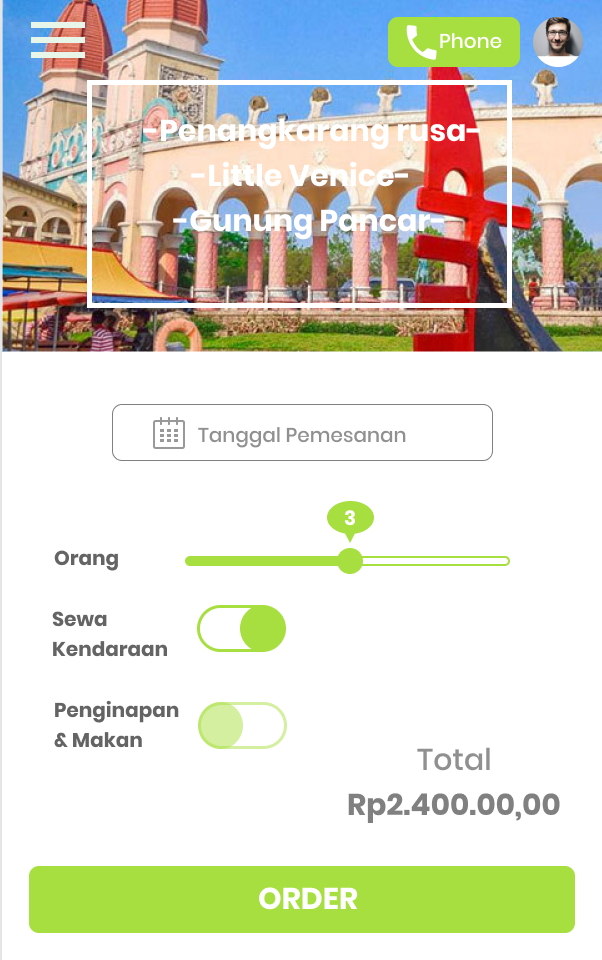 Phone
-Penangkarang rusa-
-Little Venice-
-Gunung Pancar-
Tanggal Pemesanan
3
Orang
Sewa
Kendaraan
Penginapan
& Makan
Total
Rp2.400.00,00
ORDER